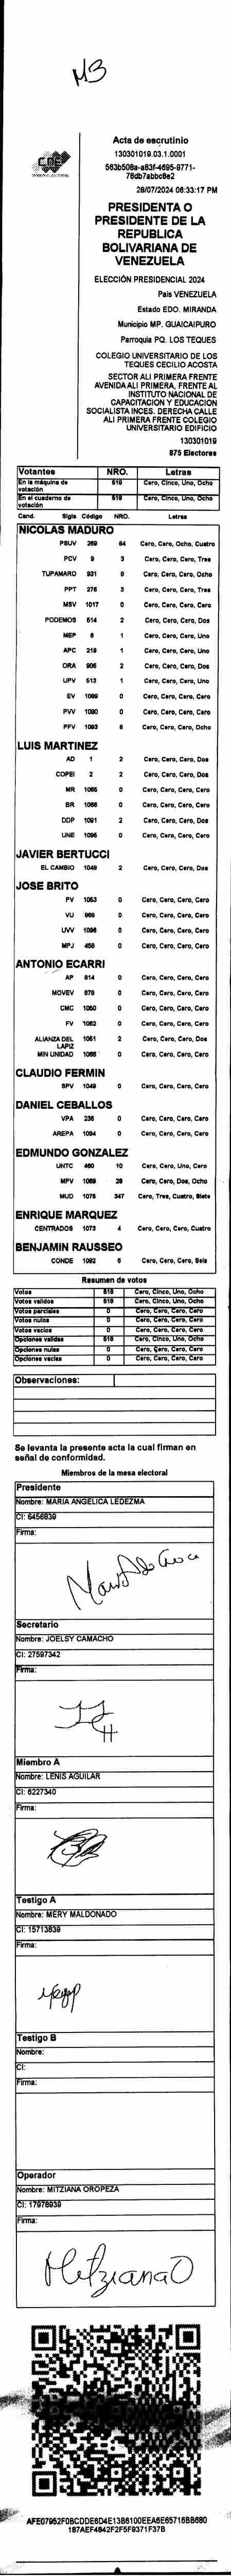 M3
CNE
Acta de escrutinio
130301019.03.1.0001
563b508a-a83f-4695-9771-
78db7abbc8e2
28/07/2024 06:33:17 PM
PRESIDENTA O
PRESIDENTE DE LA
REPUBLICA
BOLIVARIANA DE
VENEZUELA
ELECCIÓN PRESIDENCIAL 2024
País VENEZUELA
Estado EDO. MIRANDA
Municipio MP. GUAICAIPURO
Parroquia PQ. LOS TEQUES
COLEGIO UNIVERSITARIO DE LOS
TEQUES CECILIO ACOSTA
SECTOR ALI PRIMERA FRENTE
AVENIDA ALI PRIMERA, FRENTE AL
INSTITUTO NACIONAL DE
CAPACITACION Y EDUCACION
SOCIALISTA INCES. DERECHA CALLE
ALI PRIMERA FRENTE COLEGIO
UNIVERSITARIO EDIFICIO
130301019
875 Electores
Votantes NRO. Letras
En la máquina de votación 518 Cero, Cinco, Uno, Ocho
En el cuaderno de votación 518 Cero, Cinco, Uno, Ocho
Cand. Sigla Código NRO. Letras
NICOLAS MADURO
PSUV 269 84 Cero, Cero, Ocho, Cuatro
PCV 9 3 Cero, Cero, Cero, Tres
TUPAMARO 931 8 Cero, Cero, Cero, Ocho
PPT 276 3 Cero, Cero, Cero, Tres
MSV 1017 0 Cero, Cero, Cero, Cero
PODEMOS 514 2 Cero, Cero, Cero, Dos
MEP 6 1 Cero, Cero, Cero, Uno
APC 219 1 Cero, Cero, Cero, Uno
ORA 906 2 Cero, Cero, Cero, Dos
UPV 513 1 Cero, Cero, Cero, Uno
EV 1089 0 Cero, Cero, Cero, Cero
PVV 1090 0 Cero, Cero, Cero, Cero
PFV 1093 8 Cero, Cero, Cero, Ocho
LUIS MARTINEZ
AD 1 2 Cero, Cero, Cero, Dos
COPEI 2 2 Cero, Cero, Cero, Dos
MR 1065 0 Cero, Cero, Cero, Cero
BR 1066 0 Cero, Cero, Cero, Cero
DDP 1091 2 Cero, Cero, Cero, Dos
UNE 1095 0 Cero, Cero, Cero, Cero
JAVIER BERTUCCI
EL CAMBIO 1048 2 Cero, Cero, Cero, Dos
JOSE BRITO
PV 1053 0 Cero, Cero, Cero, Cero
VU 0 Cero, Cero, Cero, Cero
UVV 1096 0 Cero, Cero, Cero, Cero
MPJ 458 0 Cero, Cero, Cero, Cero
ANTONIO ECARRI
AP 814 0 Cero, Cero, Cero, Cero
MOVEV 878 0 Cero, Cero, Cero, Cero
CMC 1050 0 Cero, Cero, Cero, Cero
FV 1062 0 Cero, Cero, Cero, Cero
ALIANZA DEL LAPIZ 1051 2 Cero, Cero, Cero, Dos
MIN UNIDAD 1088 0 Cero, Cero, Cero, Cero
CLAUDIO FERMIN
SPV 1049 0 Cero, Cero, Cero, Cero
DANIEL CEBALLOS
VPA 236 0 Cero, Cero, Cero, Cero
AREPA 1094 0 Cero, Cero, Cero, Cero
EDMUNDO GONZALEZ
UNTC 460 10 Cero, Cero, Uno, Cero
MPV 1069 28 Cero, Cero, Dos, Ocho
MUD 1075 347 Cero, Tres, Cuatro, Siete
ENRIQUE MARQUEZ
CENTRADOS 1073 4 Cero, Cero, Cero, Cuatro
BENJAMIN RAUSSEO
CONDE 1092 6 Cero, Cero, Cero, Seis
Resumen de votos
Votos 518 Cero, Cinco, Uno, Ocho
Votos validos 518 Cero, Cinco, Uno, Ocho
Votos parciales 0 Cero, Cero, Cero, Cero
Votos nulos 0 Cero, Cero, Cero, Cero
Votos vacios 0 Cero, Cero, Cero, Cero
Opciones validas 518 Cero, Cinco, Uno, Ocho
Opciones nulas 0 Cero, Cero, Cero, Cero
Opciones vacias 0 Cero, Cero, Cero, Cero
Observaciones:
Se levanta la presente acta la cual firman en
señal de conformidad.
Miembros de la mesa electoral
Presidente
Nombre: MARIA ANGELICA LEDEZMA
CI: 6456839
Firma:
Secretario
Nombre: JOELSY CAMACHO
CI: 27597342
Firma:
Miembro A
Nombre: LENIS AGUILAR
CI: 6227340
Firma:
Testigo A
Nombre: MERY MALDONADO
CI: 15713839
Firma:
Testigo B
Nombre:
CI:
Firma:
Operador
Nombre: MITZIANA OROPEZA
CI: 17978939
Firma:
MitzianaO
AFE07952F0BCDDE6D4E13B6100EEA6E65716BB680
187AEF4842F2F5F9371F37B